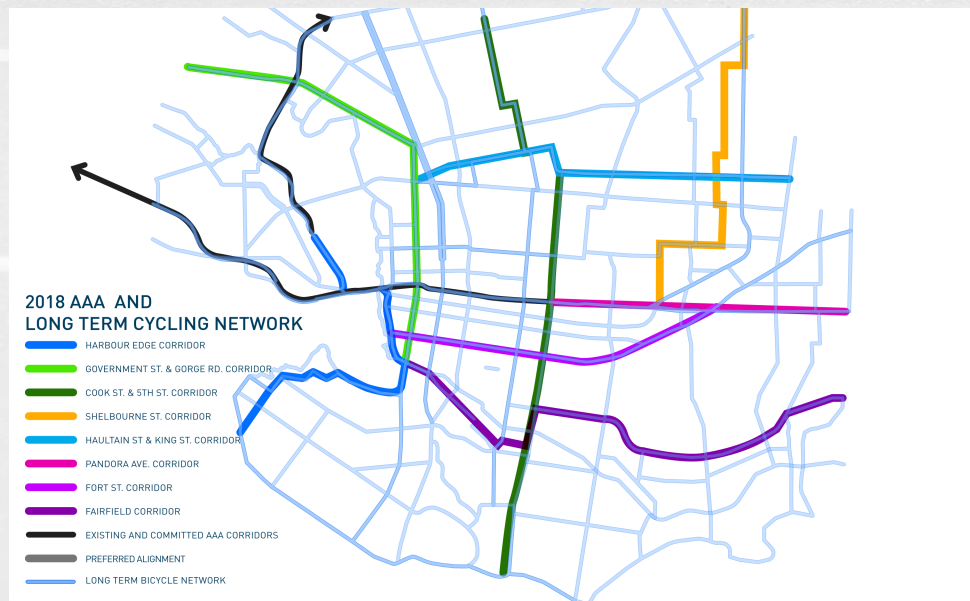 2018 AAA AND
LONG TERM CYCLING NETWORK
HARBOUR EDGE CORRIDOR
GOVERNMENT ST. & GORGE RD. CORRIDOR
COOK ST. & 5TH ST. CORRIDOR
SHELBOURNE ST. CORRIDOR
HAULTAIN ST & KING ST. CORRIDOR
PANDORA AVE. CORRIDOR
FORT ST. CORRIDOR
FAIRFIELD CORRIDOR
EXISTING AND COMMITTED AAA CORRIDORS
PREFERRED ALIGNMENT
LONG TERM BICYCLE NETWORK